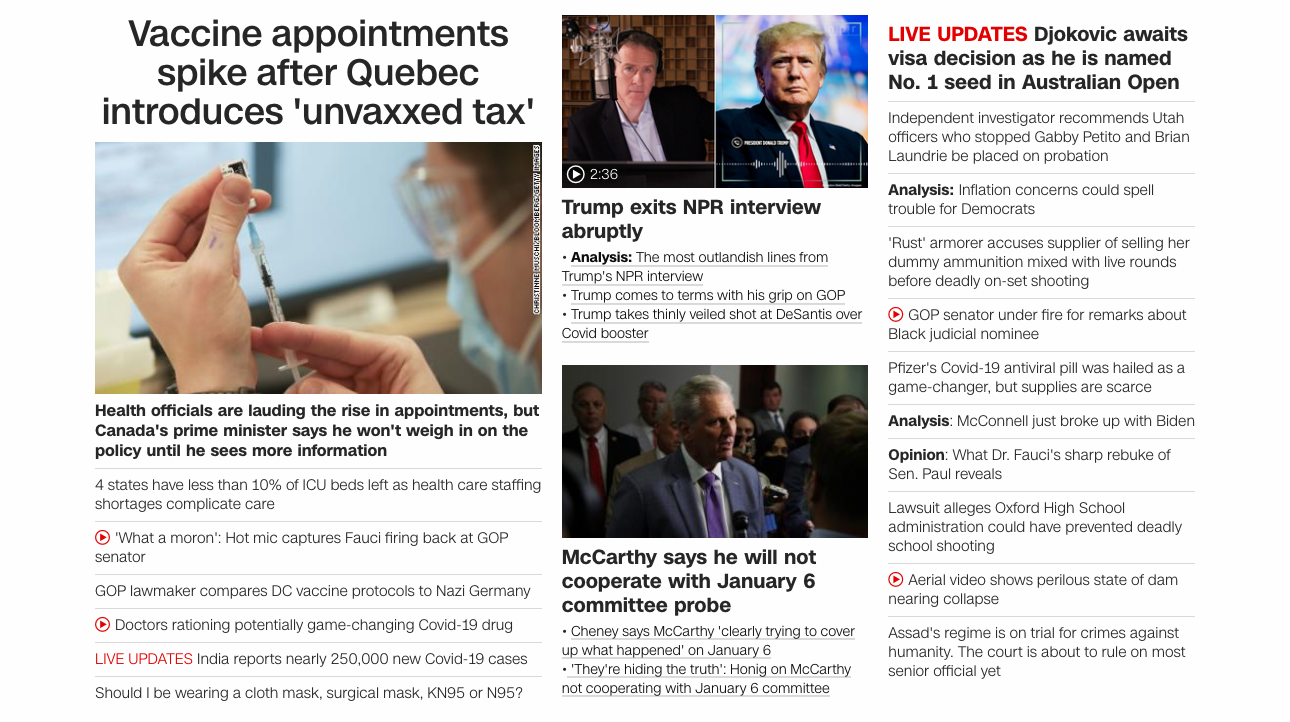 Vaccine appointments
spike after Quebec
introduces 'unvaxxed tax'
CHRISTINNE MUSCHI/BLOOMBERG/GETTY IMAGES
Health officials are lauding the rise in appointments, but
Canada's prime minister says he won't weigh in on the
policy until he sees more information
4 states have less than 10% of ICU beds left as health care staffing
shortages complicate care
'What a moron': Hot mic captures Fauci firing back at GOP
senator
GOP lawmaker compares DC vaccine protocols to Nazi Germany
Doctors rationing potentially game-changing Covid-19 drug
LIVE UPDATES India reports nearly 250,000 new Covid-19 cases
Should I be wearing a cloth mask, surgical mask, KN95 or N95?
PRESIDENT DONALD TRUMP
2:36
Trump exits NPR interview
abruptly
• Analysis: The most outlandish lines from
Trump's NPR interview
• Trump comes to terms with his grip on GOP
• Trump takes thinly veiled shot at DeSantis over
Covid booster
McCarthy says he will not
cooperate with January 6
committee probe
• Cheney says McCarthy 'clearly trying to cover
up what happened' on January 6
• 'They're hiding the truth': Honig on McCarthy
not cooperating with January 6 committee
LIVE UPDATES Djokovic awaits
visa decision as he is named
No. 1 seed in Australian Open
Independent investigator recommends Utah
officers who stopped Gabby Petito and Brian
Laundrie be placed on probation
Analysis: Inflation concerns could spell
trouble for Democrats
'Rust' armorer accuses supplier of selling her
dummy ammunition mixed with live rounds
before deadly on-set shooting
GOP senator under fire for remarks about
Black judicial nominee
Pfizer's Covid-19 antiviral pill was hailed as a
game-changer, but supplies are scarce
Analysis: McConnell just broke up with Biden
Opinion: What Dr. Fauci's sharp rebuke of
Sen. Paul reveals
Lawsuit alleges Oxford High School
administration could have prevented deadly
school shooting
Aerial video shows perilous state of dam
nearing collapse
Assad's regime is on trial for crimes against
humanity. The court is about to rule on most
senior official yet